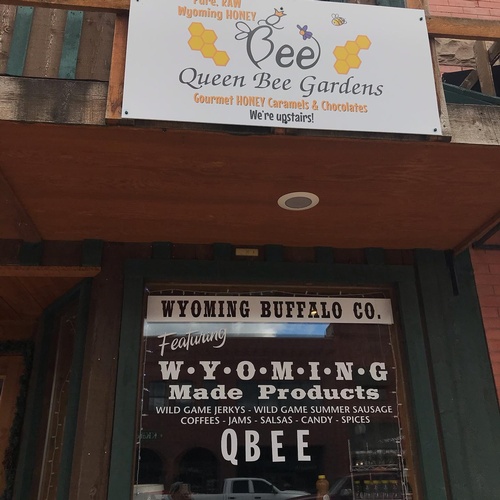 Pure, RAW
Wyoming HONEY
Bee
Queen Bee Gardens
Gourmet HONEY Caramels & Chocolates
We're upstairs!
WYOMING BUFFALO CO.
Featuring
W·Y·O·M·I·N·G
Made Products
WILD GAME JERKYS - WILD GAME SUMMER SAUSAGE
COFFEES - JAMS - SALSAS - CANDY - SPICES
QBEE